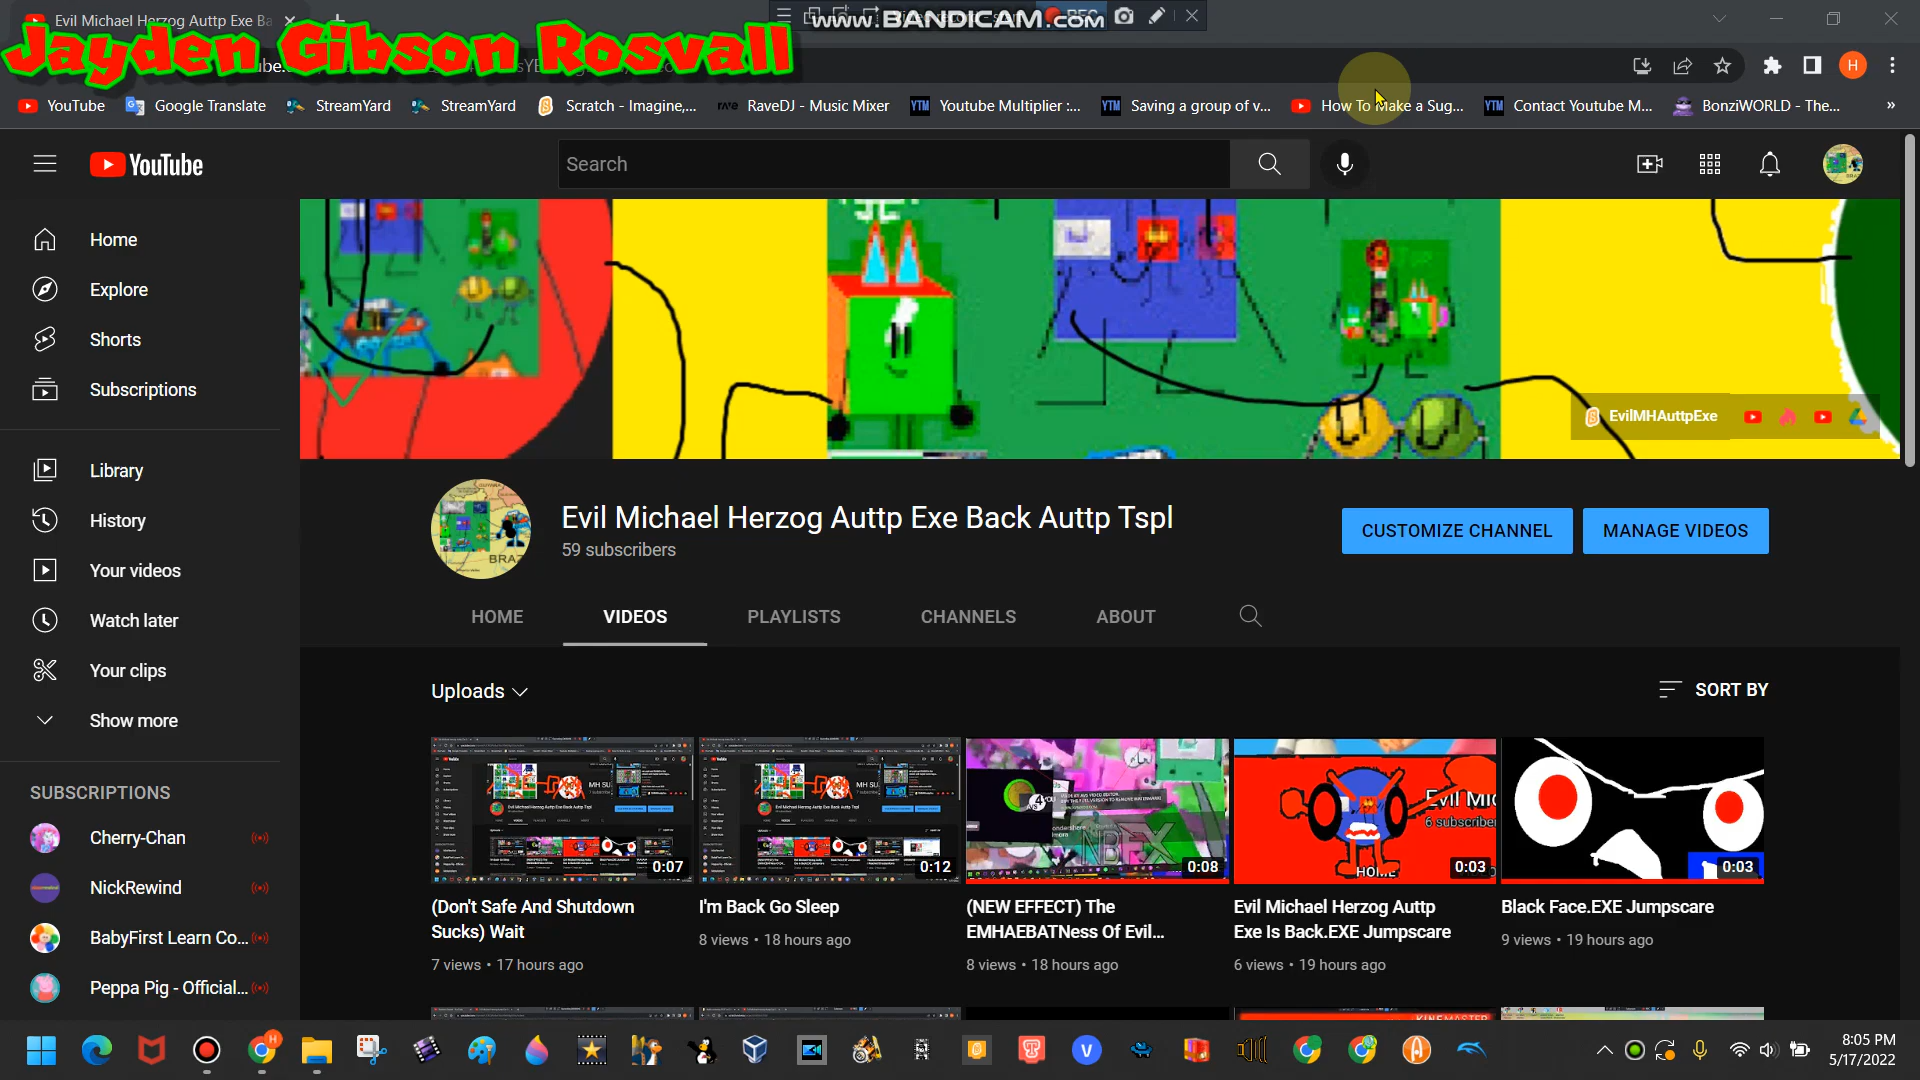 Evil Michael Herzog Auttp Exe Ba
www.BANDICAM.com
REC
Jayden Gibson Rosvall
YouTube
Google Translate
StreamYard
StreamYard
Scratch - Imagine,...
RaveDJ - Music Mixer
Youtube Multiplier :...
Saving a group of v...
How To Make a Sug...
Contact Youtube M...
BonziWORLD - The...
»
H
YouTube
Search
Home
Explore
Shorts
Subscriptions
Library
History
Your videos
Watch later
Your clips
Show more
SUBSCRIPTIONS
Cherry-Chan
NickRewind
BabyFirst Learn Co...
Peppa Pig - Official...
EvilMHAuttpExe
BRAZ
Evil Michael Herzog Auttp Exe Back Auttp Tspl
59 subscribers
CUSTOMIZE CHANNEL
MANAGE VIDEOS
HOME
VIDEOS
PLAYLISTS
CHANNELS
ABOUT
Uploads
SORT BY
0:07
0:12
0:08
0:03
0:03
(Don't Safe And Shutdown
Sucks) Wait
7 views • 17 hours ago
I'm Back Go Sleep
8 views • 18 hours ago
(NEW EFFECT) The
EMHAEBATNess Of Evil...
8 views • 18 hours ago
Evil Michael Herzog Auttp
Exe Is Back.EXE Jumpscare
6 views • 19 hours ago
Black Face.EXE Jumpscare
9 views • 19 hours ago
8:05 PM
5/17/2022